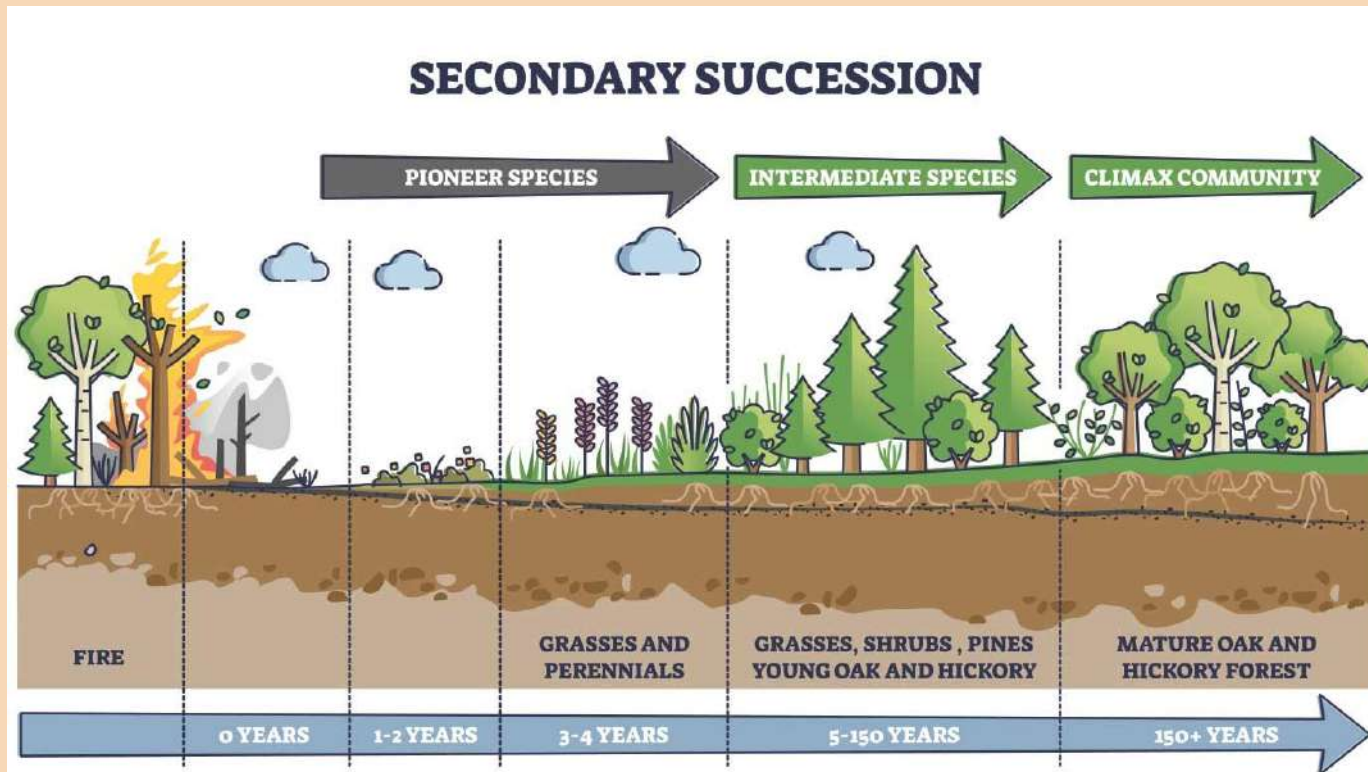 SECONDARY SUCCESSION
PIONEER SPECIES
INTERMEDIATE SPECIES
CLIMAX COMMUNITY
FIRE
GRASSES AND
PERENNIALS
GRASSES, SHRUBS , PINES
YOUNG OAK AND HICKORY
MATURE OAK AND
HICKORY FOREST
0 YEARS
1-2 YEARS
3-4 YEARS
5-150 YEARS
150+ YEARS